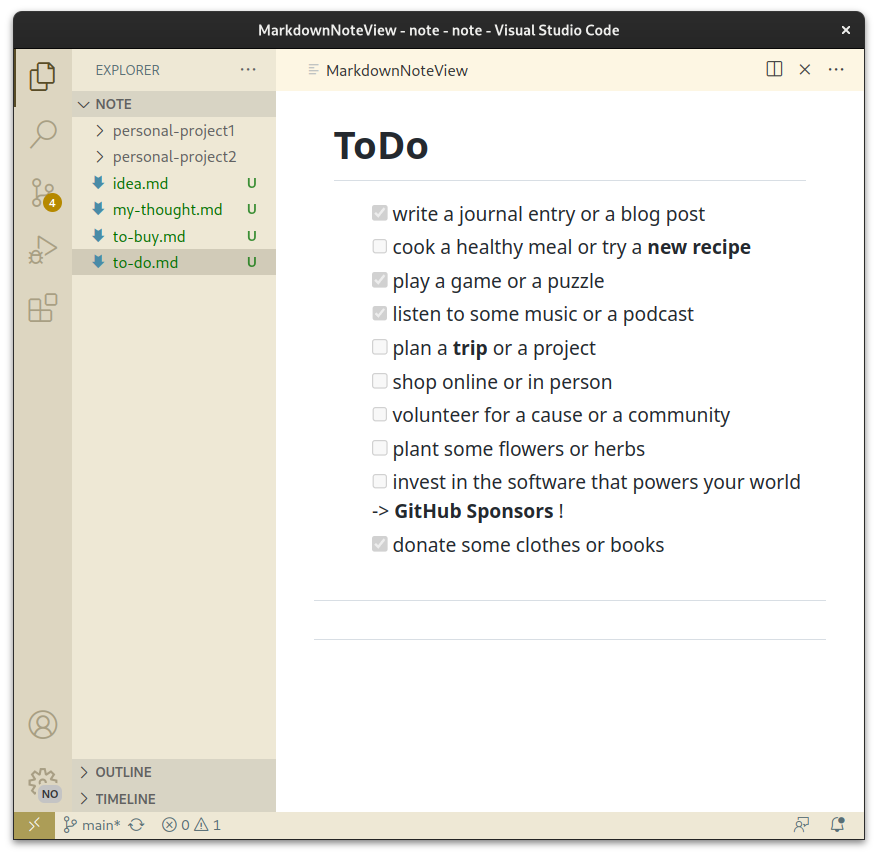 MarkdownNoteView - note - note - Visual Studio Code
EXPLORER
NOTE
personal-project1
personal-project2
idea.md U
my-thought.md U
to-buy.md U
to-do.md U
4
NO
OUTLINE
TIMELINE
MarkdownNoteView
ToDo
write a journal entry or a blog post
cook a healthy meal or try a new recipe
play a game or a puzzle
listen to some music or a podcast
plan a trip or a project
shop online or in person
volunteer for a cause or a community
plant some flowers or herbs
invest in the software that powers your world
-> GitHub Sponsors !
donate some clothes or books
main* 0 1